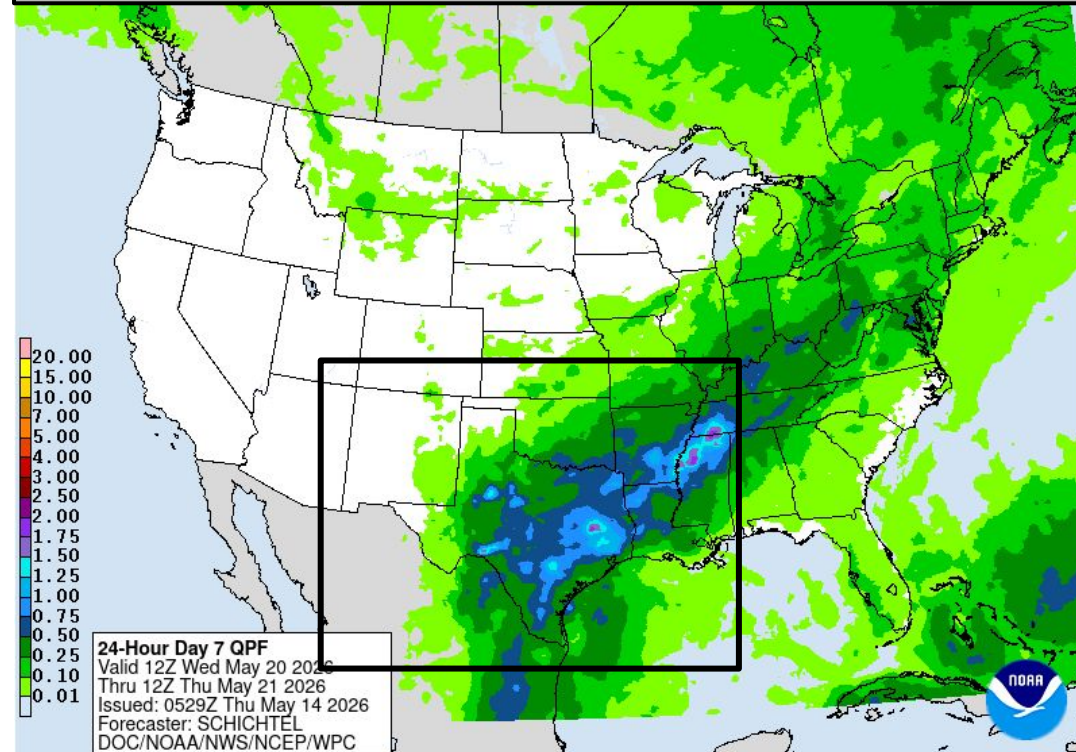 20.00
15.00
10.00
7.00
5.00
4.00
3.00
2.50
2.00
1.75
1.50
1.25
1.00
0.75
0.50
0.25
0.10
0.01
24-Hour Day 7 QPF
Valid 12Z Wed May 20 2026
Thru 12Z Thu May 21 2026
Issued: 0529Z Thu May 14 2026
Forecaster: SCHICHTEL
DOC/NOAA/NWS/NCEP/WPC
NOAA